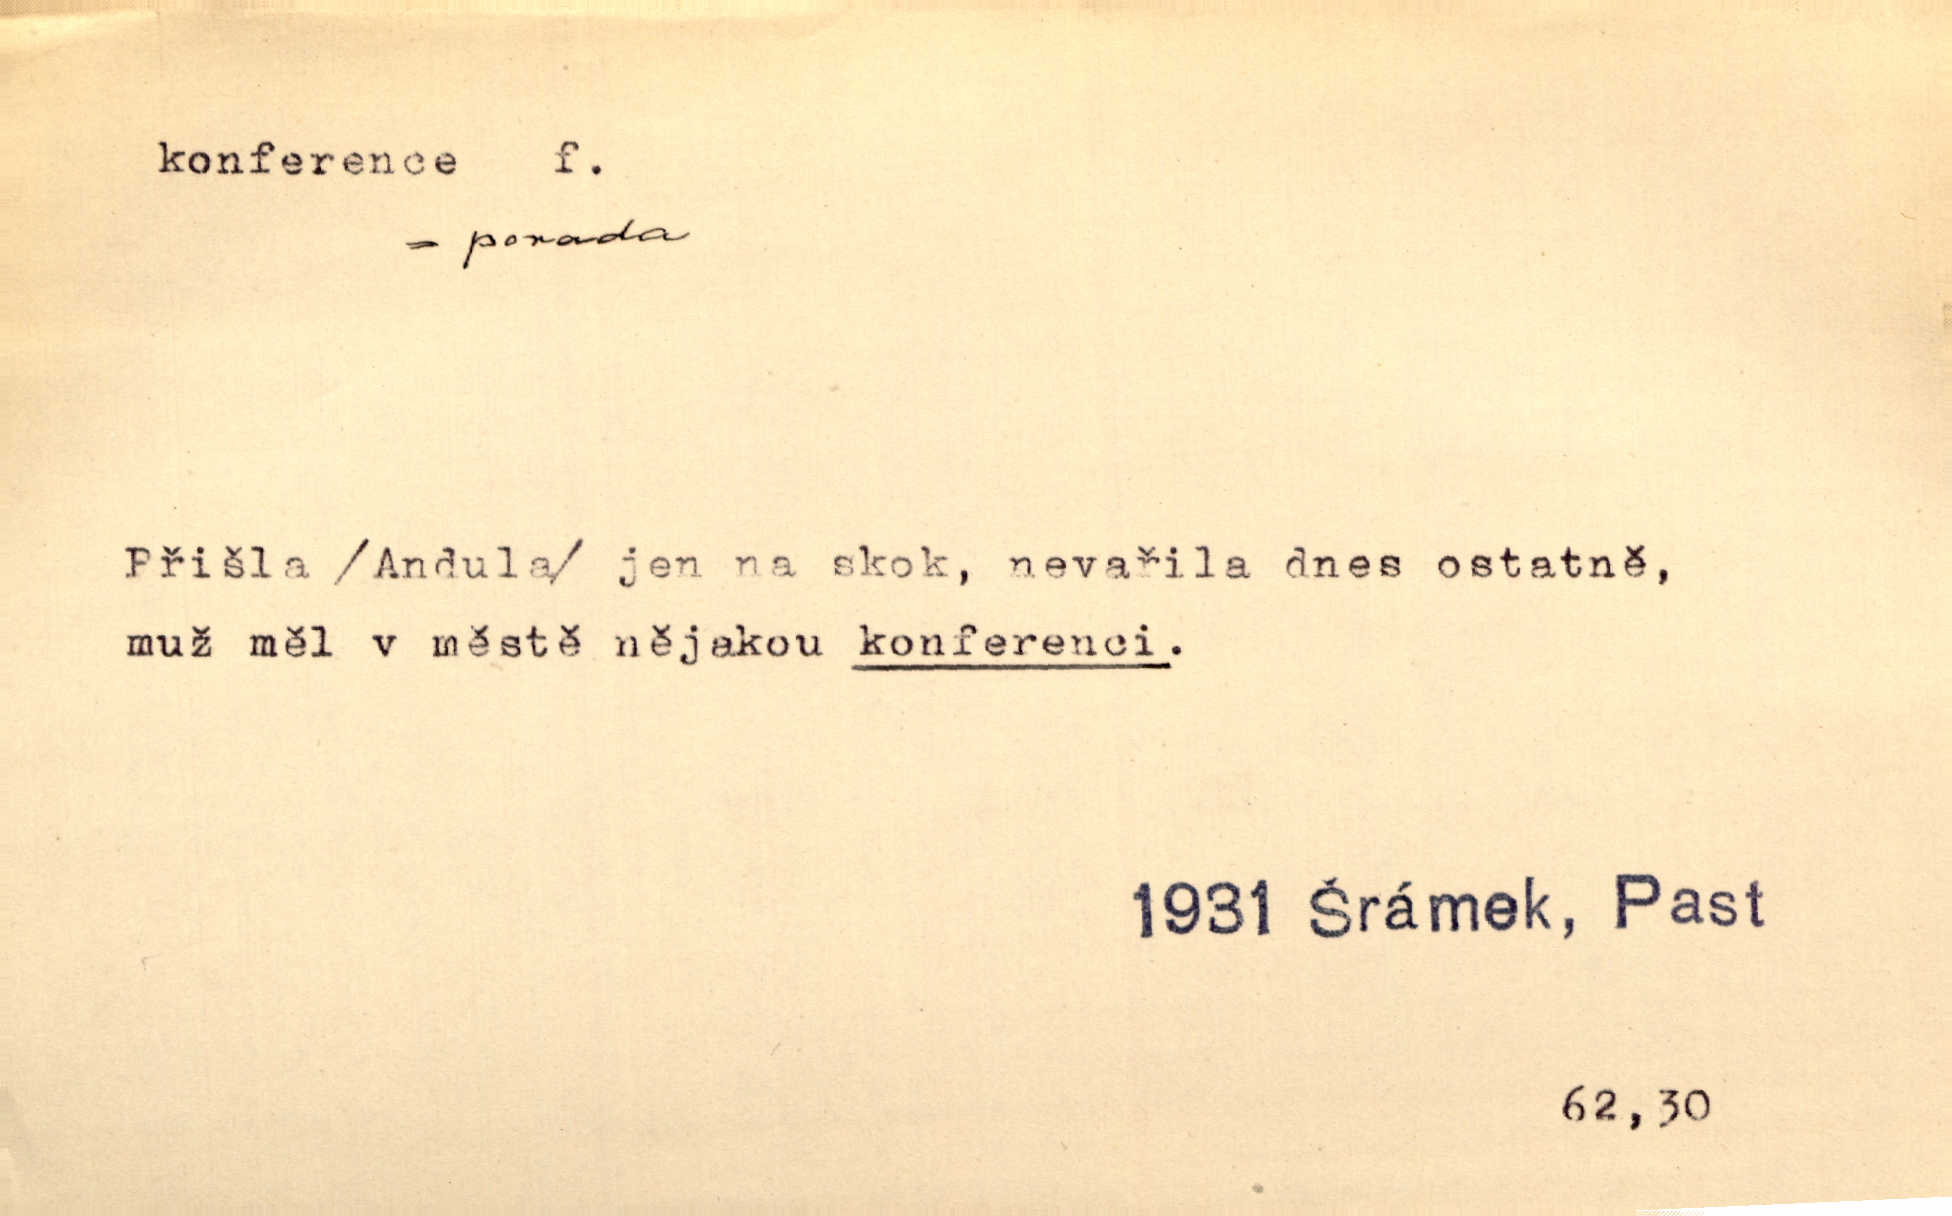 konference f.
= porada
Přišla /Andula/ jen na skok, nevařila dnes ostatně,
muž měl v městě nějakou konferenci.
1931 Šrámek, Past
62,30